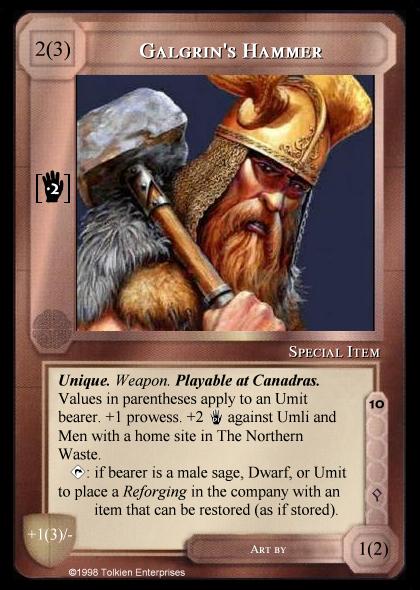 2(3)
GALGRIN'S HAMMER
[2]
SPECIAL ITEM
Unique. Weapon. Playable at Canadras.
Values in parentheses apply to an Umit
bearer. +1 prowess. +2 against Umli and
Men with a home site in The Northern
Waste.
: if bearer is a male sage, Dwarf, or Umit
to place a Reforging in the company with an
item that can be restored (as if stored).
10
+1(3)/-
ART BY
1(2)
©1998 Tolkien Enterprises